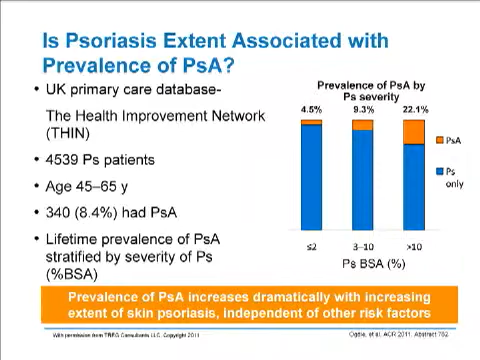 Is Psoriasis Extent Associated with
Prevalence of PsA?
• UK primary care database-
The Health Improvement Network
(THIN)
• 4539 Ps patients
• Age 45–65 y
• 340 (8.4%) had PsA
• Lifetime prevalence of PsA
stratified by severity of Ps
(%BSA)
Prevalence of PsA by
Ps severity
4.5% 9.3% 22.1%
PsA
Ps
only
≤2 3–10 >10
Ps BSA (%)
Prevalence of PsA increases dramatically with increasing
extent of skin psoriasis, independent of other risk factors
With permission from TREG Consultants LLC. Copyright 2011
Ogdie, et al. ACR 2011. Abstract 782